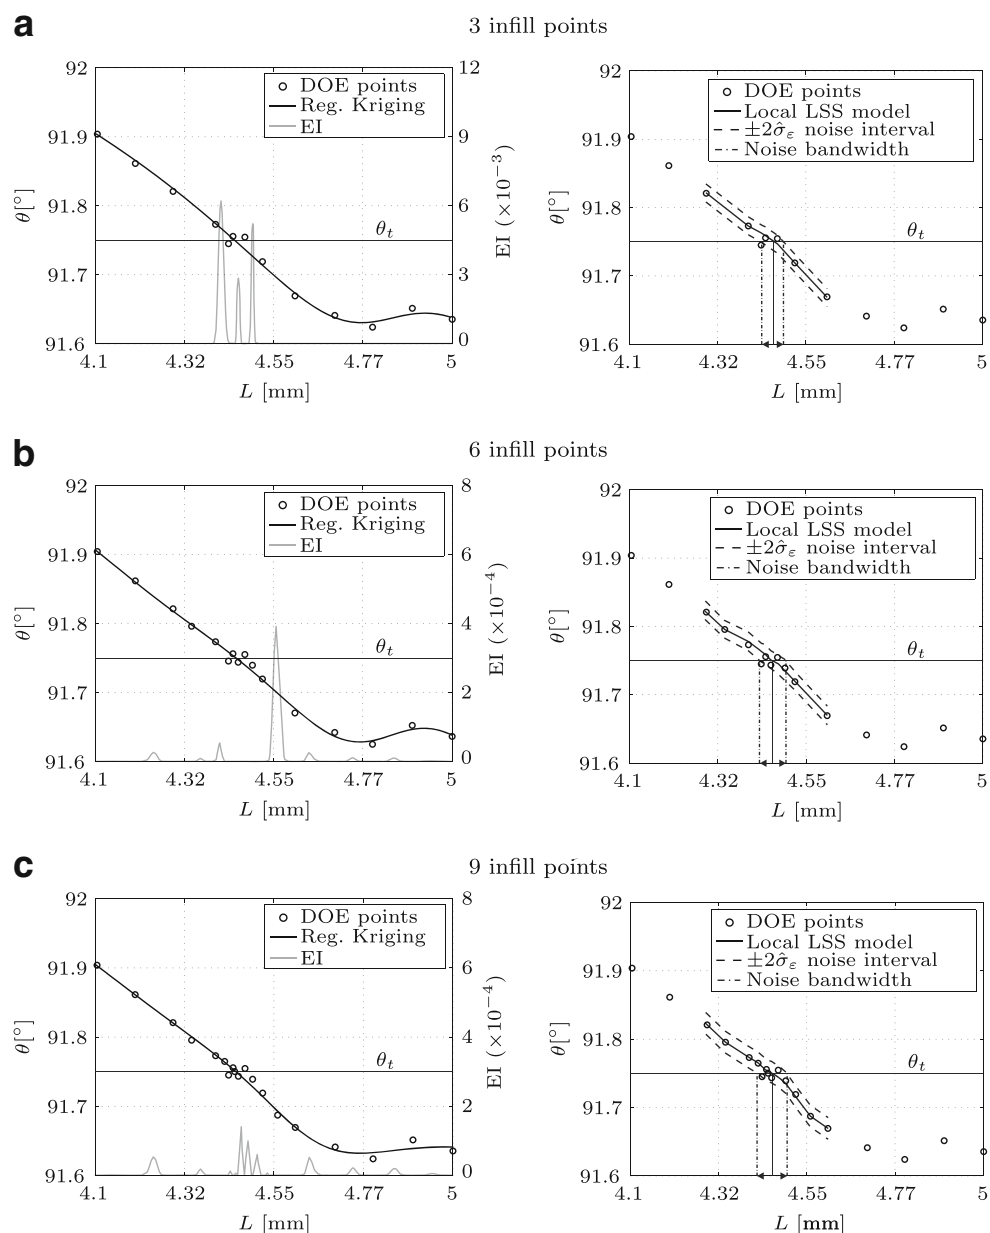 a
3 infill points
92
91.9
91.8
91.7
91.6
θ[°]
4.1
4.32
4.55
4.77
5
L [mm]
12
9
6
3
0
EI (×10−3)
DOE points
Reg. Kriging
EI
θt
92
91.9
91.8
91.7
91.6
θ[°]
4.1
4.32
4.55
4.77
5
L [mm]
DOE points
Local LSS model
±2σ̂ε noise interval
Noise bandwidth
θt
b
6 infill points
92
91.9
91.8
91.7
91.6
θ[°]
4.1
4.32
4.55
4.77
5
L [mm]
8
6
4
2
0
EI (×10−4)
DOE points
Reg. Kriging
EI
θt
92
91.9
91.8
91.7
91.6
θ[°]
4.1
4.32
4.55
4.77
5
L [mm]
DOE points
Local LSS model
±2σ̂ε noise interval
Noise bandwidth
θt
c
9 infill points
92
91.9
91.8
91.7
91.6
θ[°]
4.1
4.32
4.55
4.77
5
L [mm]
8
6
4
2
0
EI (×10−4)
DOE points
Reg. Kriging
EI
θt
92
91.9
91.8
91.7
91.6
θ[°]
4.1
4.32
4.55
4.77
5
L [mm]
DOE points
Local LSS model
±2σ̂ε noise interval
Noise bandwidth
θt